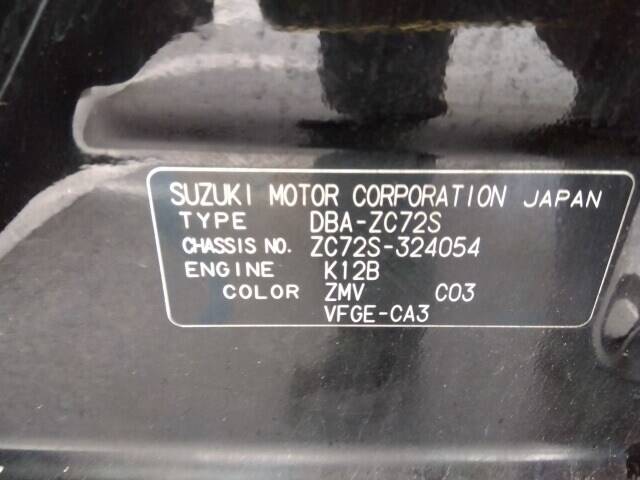 SUZUKI MOTOR CORPORATION JAPAN
TYPE DBA-ZC72S
CHASSIS NO. ZC72S-324054
ENGINE K12B
COLOR ZMV C03
VFGE-CA3